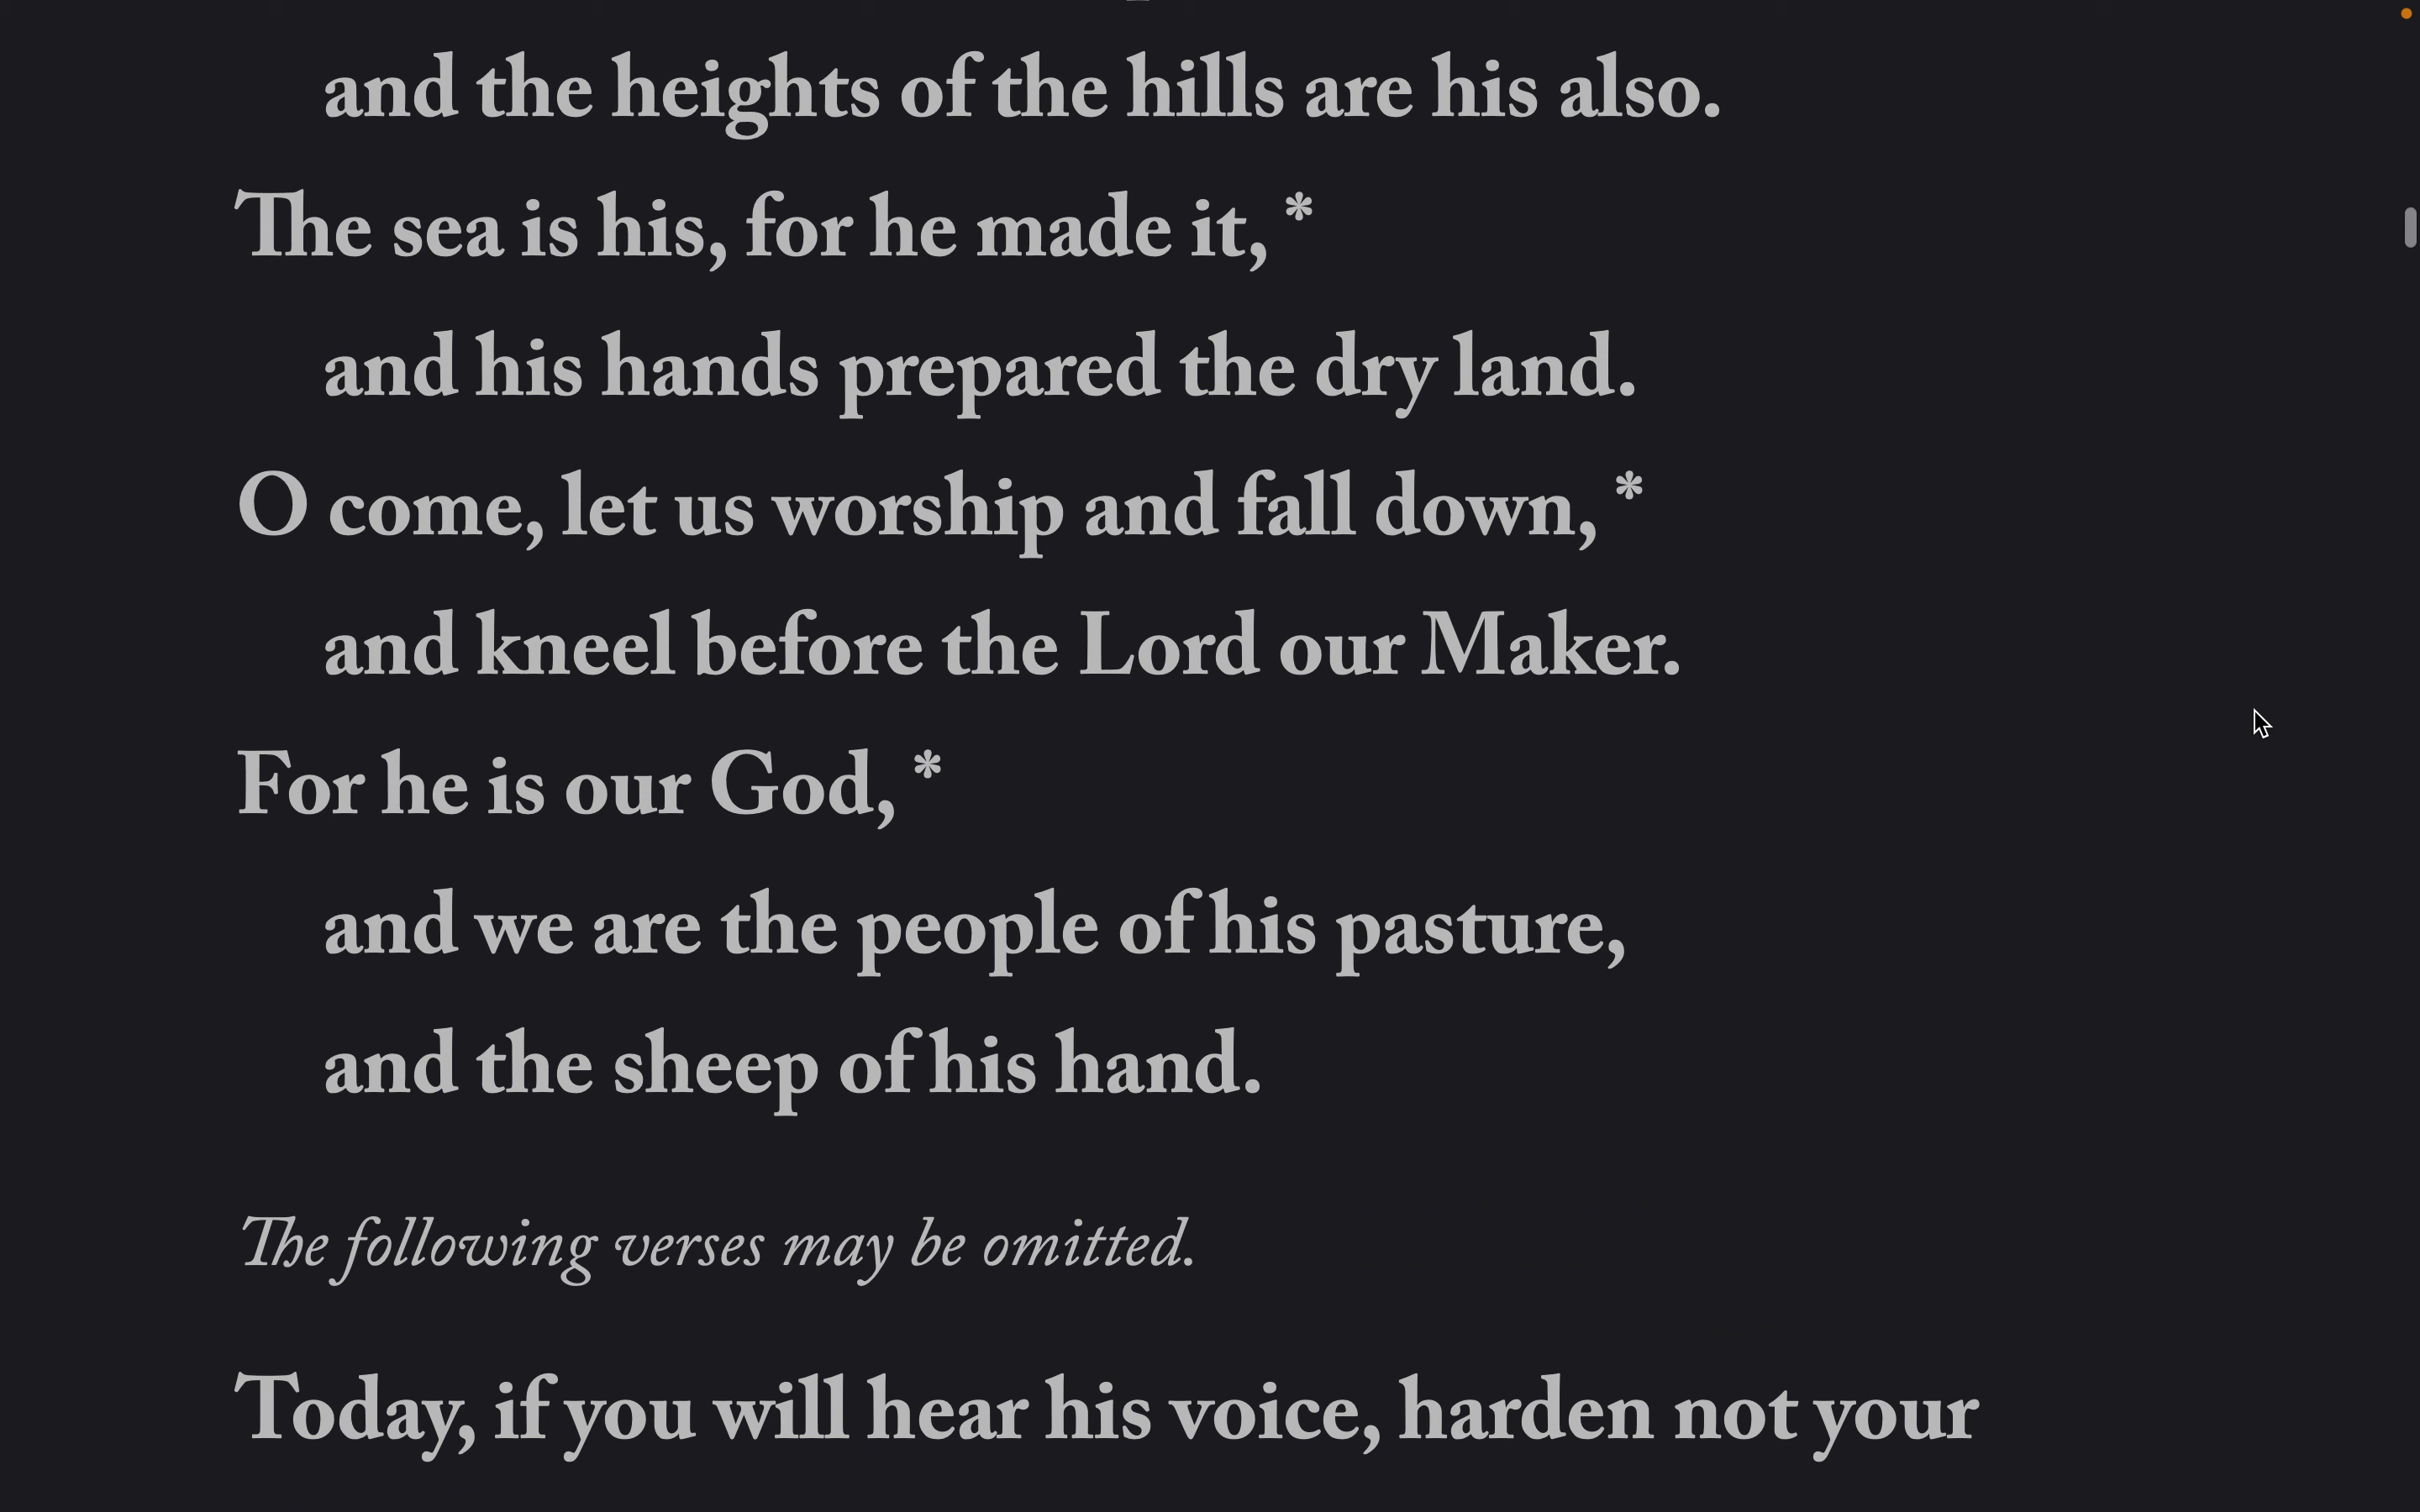 and the heights of the hills are his also.
The sea is his, for he made it, *
and his hands prepared the dry land.
O come, let us worship and fall down, *
and kneel before the Lord our Maker.
For he is our God, *
and we are the people of his pasture,
and the sheep of his hand.
The following verses may be omitted.
Today, if you will hear his voice, harden not your